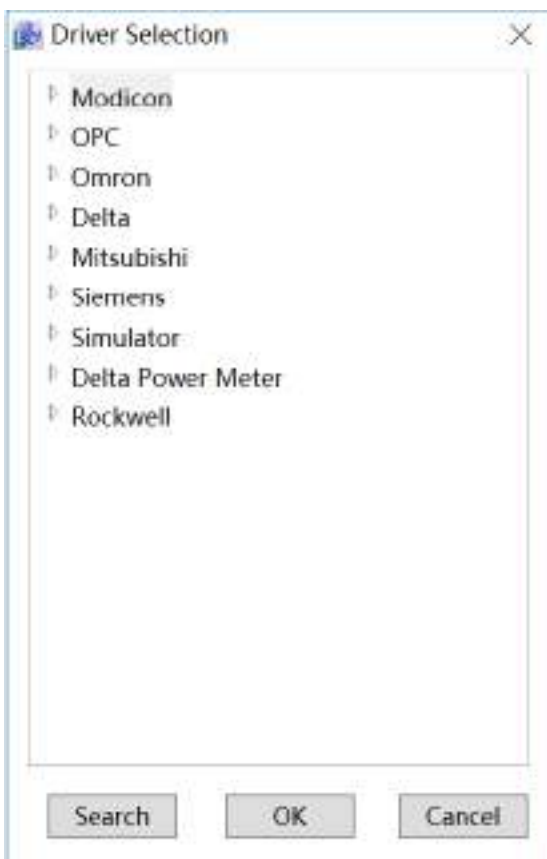 Driver Selection
Modicon
OPC
Omron
Delta
Mitsubishi
Siemens
Simulator
Delta Power Meter
Rockwell
Search OK Cancel